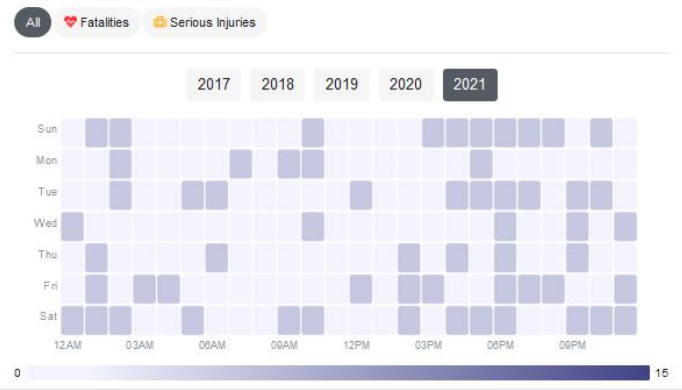 All Fatalities Serious Injuries
2017 2018 2019 2020 2021
Sun
Mon
Tue
Wed
Thu
Fri
Sat
12AM 03AM 06AM 09AM 12PM 03PM 06PM 09PM
0 15